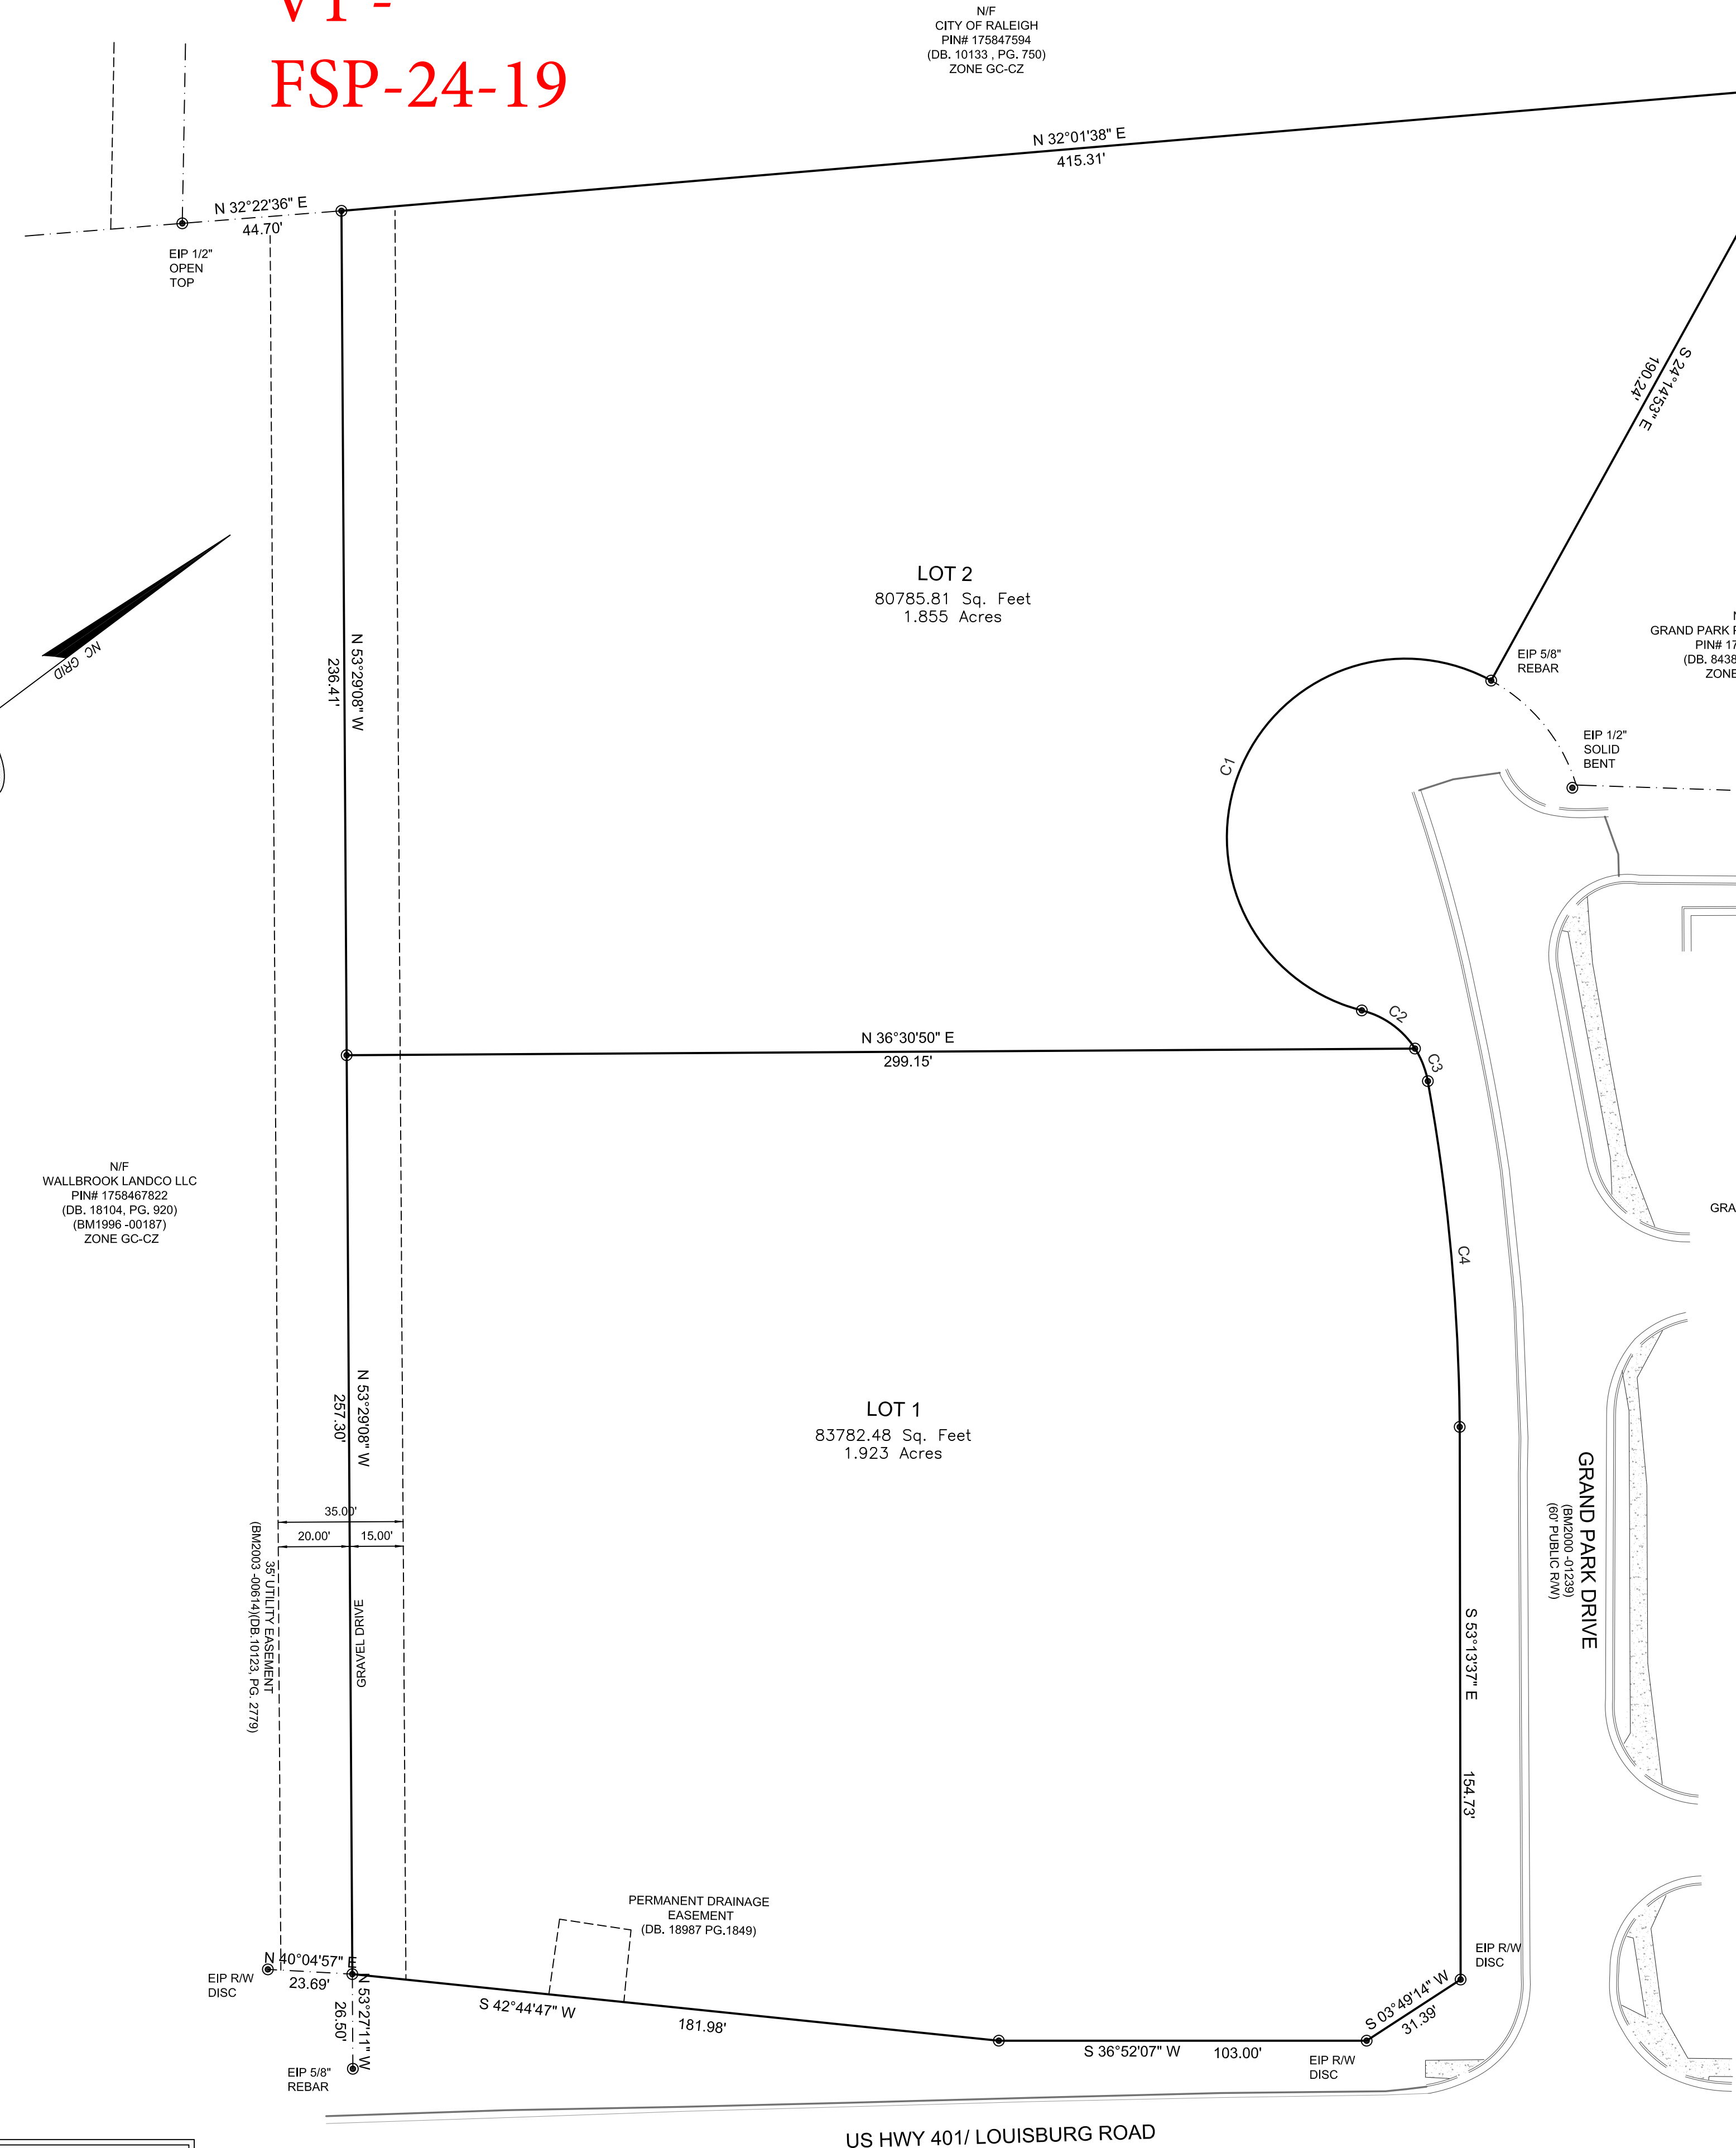 VT -
FSP-24-19
N/F
CITY OF RALEIGH
PIN# 175847594
(DB. 10133 , PG. 750)
ZONE GC-CZ
N 32°01'38" E
415.31'
N 32°22'36" E
44.70'
EIP 1/2"
OPEN
TOP
S 24°14'53" E
190.24'
NC GRID
LOT 2
80785.81 Sq. Feet
1.855 Acres
N 53°29'08" W
236.41'
GRAND PARK
PIN# 17
(DB. 8438
ZONE
EIP 5/8"
REBAR
EIP 1/2"
SOLID
BENT
C1
C2
C3
N 36°30'50" E
299.15'
N/F
WALLBROOK LANDCO LLC
PIN# 1758467822
(DB. 18104, PG. 920)
(BM1996 -00187)
ZONE GC-CZ
GRA
C4
LOT 1
83782.48 Sq. Feet
1.923 Acres
N 53°29'08" W
257.30'
35.00'
20.00'
15.00'
35' UTILITY EASEMENT
(BM2003 -00614)(DB.10123, PG. 2779)
GRAVEL DRIVE
GRAND PARK DRIVE
(BM2000 -01239)
(60' PUBLIC R/W)
S 53°13'37" E
154.73'
PERMANENT DRAINAGE
EASEMENT
(DB. 18987 PG.1849)
N 40°04'57" E
23.69'
EIP R/W
DISC
N 53°27'11" W
26.50'
EIP 5/8"
REBAR
S 42°44'47" W
181.98'
S 36°52'07" W
103.00'
S 03°49'14" W
31.39'
EIP R/W
DISC
EIP R/W
DISC
US HWY 401/ LOUISBURG ROAD